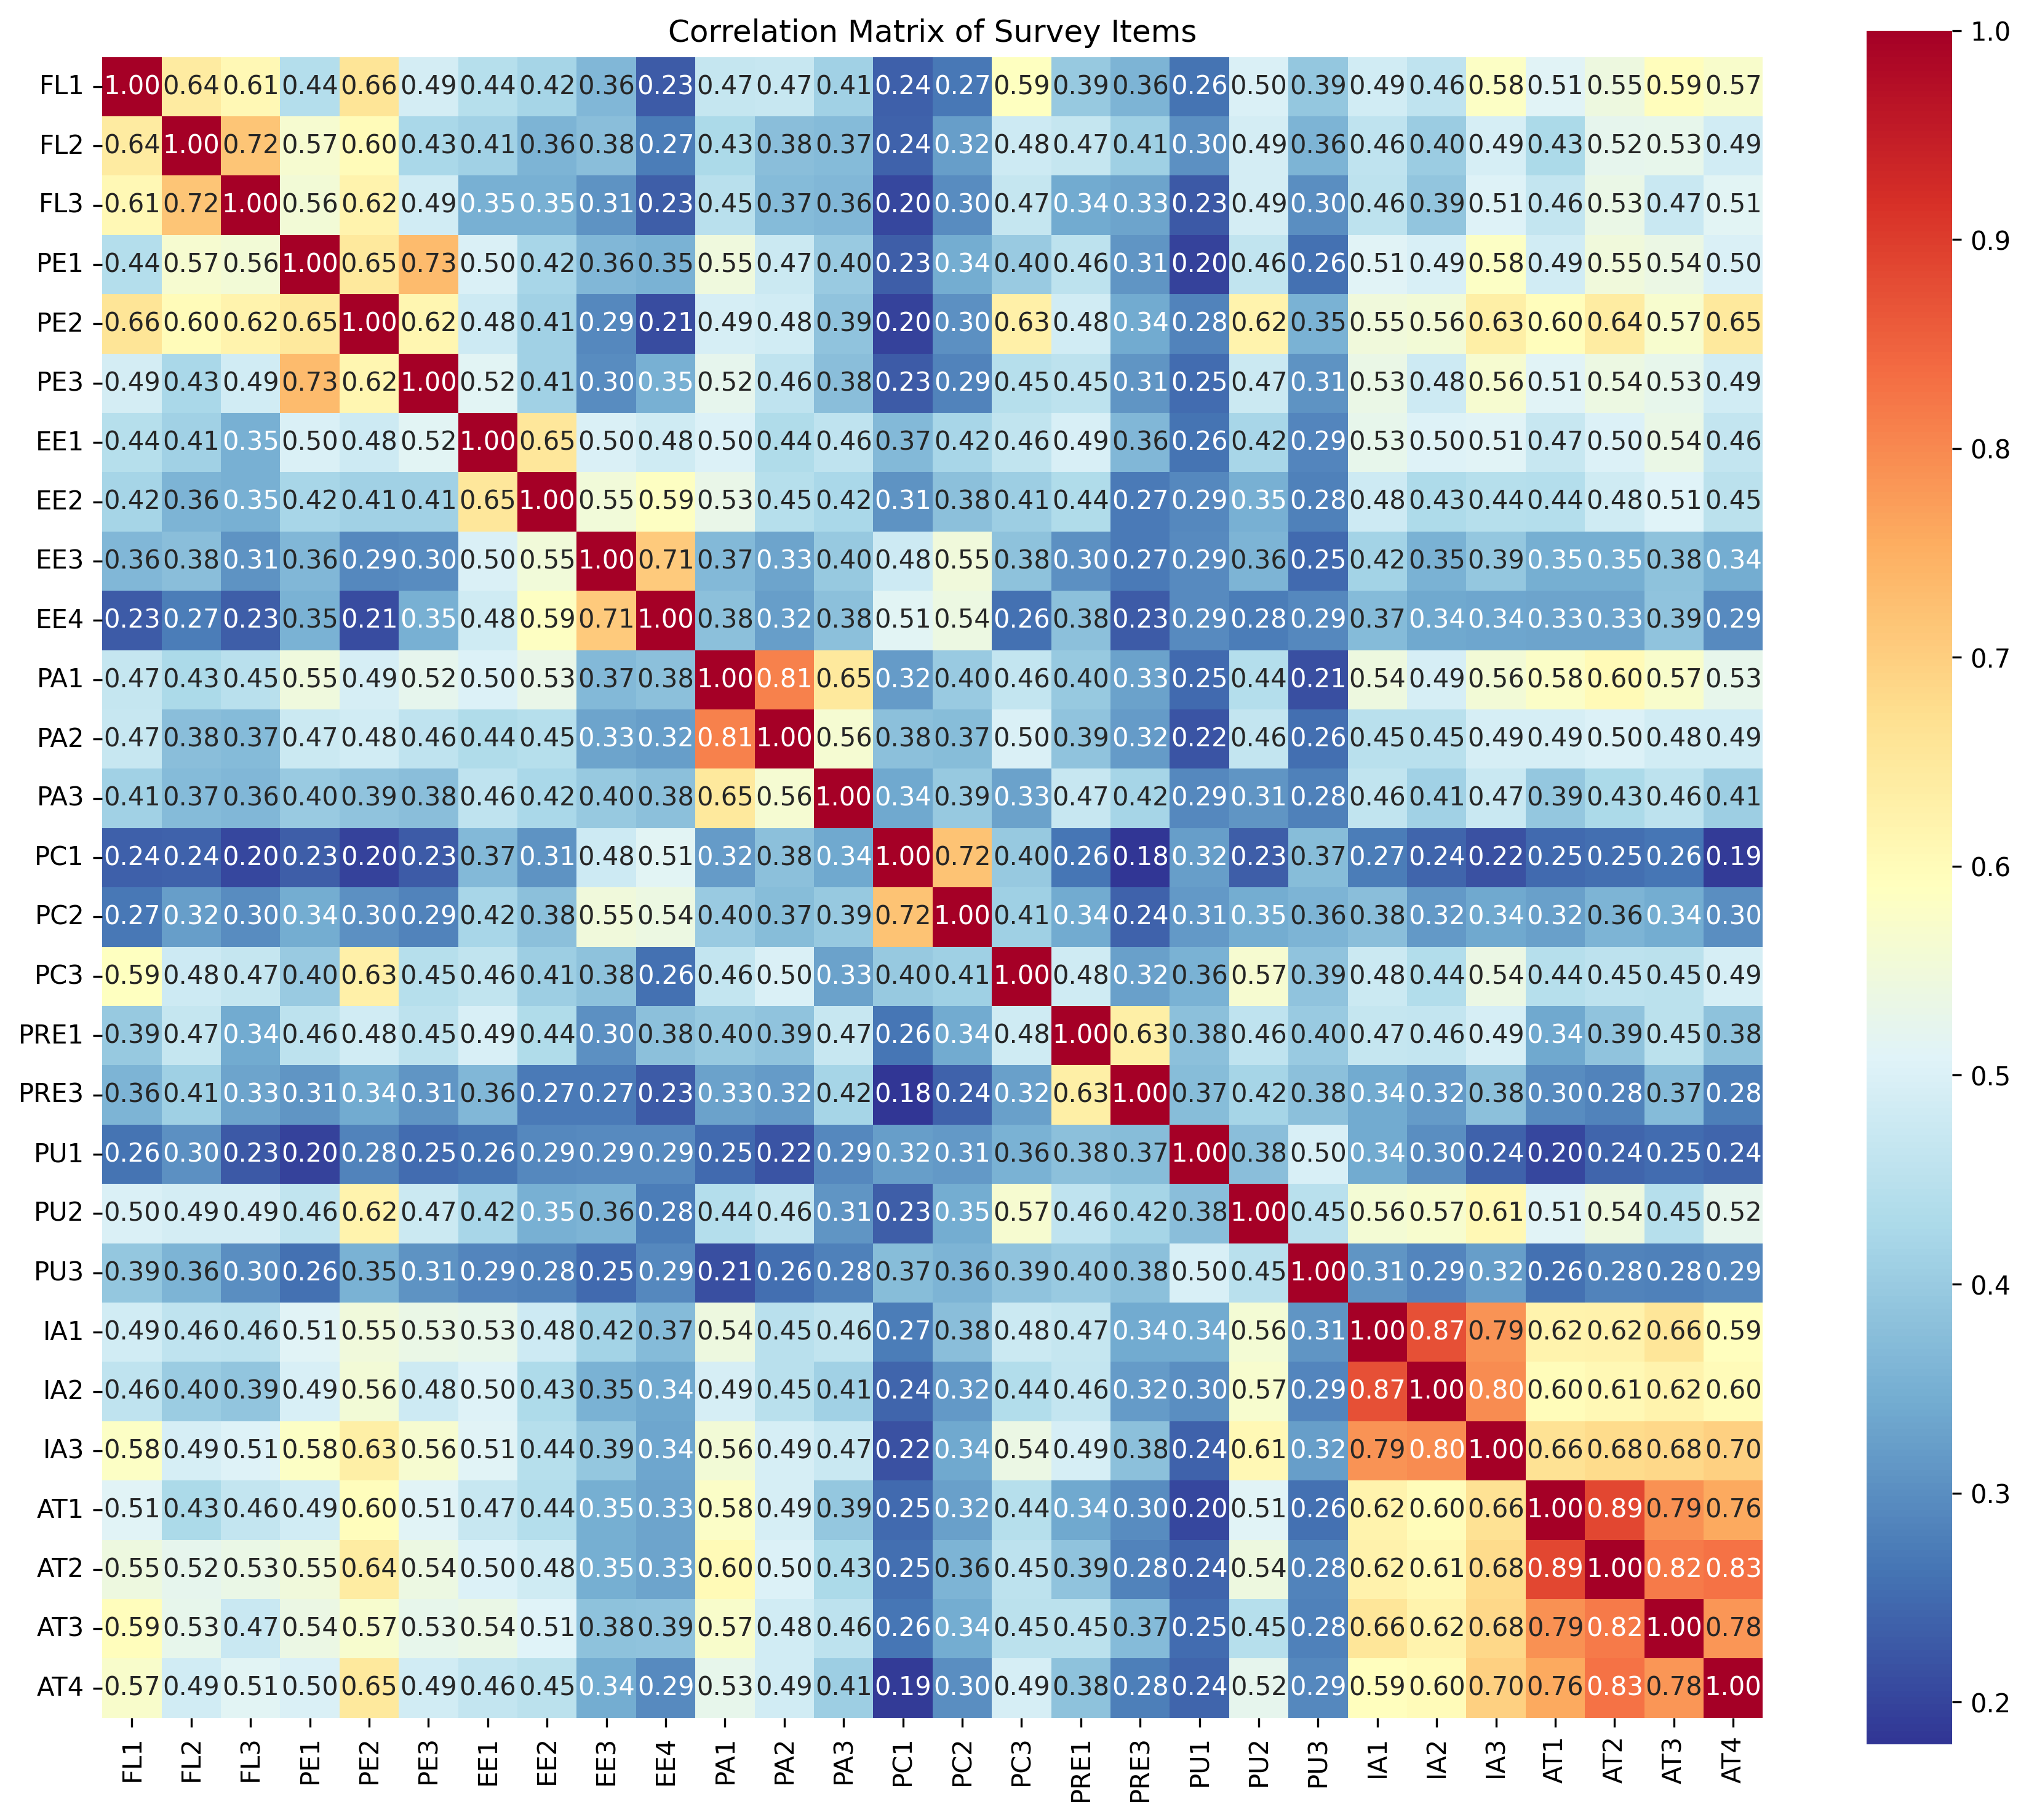 Correlation Matrix of Survey Items
FL1 1.00 0.64 0.61 0.44 0.66 0.49 0.44 0.42 0.36 0.23 0.47 0.47 0.41 0.24 0.27 0.59 0.39 0.36 0.26 0.50 0.39 0.49 0.46 0.58 0.51 0.55 0.59 0.57
FL2 0.64 1.00 0.72 0.57 0.60 0.43 0.41 0.36 0.38 0.27 0.43 0.38 0.37 0.24 0.32 0.48 0.47 0.41 0.30 0.49 0.36 0.46 0.40 0.49 0.43 0.52 0.53 0.49
FL3 0.61 0.72 1.00 0.56 0.62 0.49 0.35 0.35 0.31 0.23 0.45 0.37 0.36 0.20 0.30 0.47 0.34 0.33 0.23 0.49 0.30 0.46 0.39 0.51 0.46 0.53 0.47 0.51
PE1 0.44 0.57 0.56 1.00 0.65 0.73 0.50 0.42 0.36 0.35 0.55 0.47 0.40 0.23 0.34 0.40 0.46 0.31 0.20 0.46 0.26 0.51 0.49 0.58 0.49 0.55 0.54 0.50
PE2 0.66 0.60 0.62 0.65 1.00 0.62 0.48 0.41 0.29 0.21 0.49 0.48 0.39 0.20 0.30 0.63 0.48 0.34 0.28 0.62 0.35 0.55 0.56 0.63 0.60 0.64 0.57 0.65
PE3 0.49 0.43 0.49 0.73 0.62 1.00 0.52 0.41 0.30 0.35 0.52 0.46 0.38 0.23 0.29 0.45 0.45 0.31 0.25 0.47 0.31 0.53 0.48 0.56 0.51 0.54 0.53 0.49
EE1 0.44 0.41 0.35 0.50 0.48 0.52 1.00 0.65 0.50 0.48 0.50 0.44 0.46 0.37 0.42 0.46 0.49 0.36 0.26 0.42 0.29 0.53 0.50 0.51 0.47 0.50 0.54 0.46
EE2 0.42 0.36 0.35 0.42 0.41 0.41 0.65 1.00 0.55 0.59 0.53 0.45 0.42 0.31 0.38 0.41 0.44 0.27 0.29 0.35 0.28 0.48 0.43 0.44 0.44 0.48 0.51 0.45
EE3 0.36 0.38 0.31 0.36 0.29 0.30 0.50 0.55 1.00 0.71 0.37 0.33 0.40 0.48 0.55 0.38 0.30 0.27 0.29 0.36 0.25 0.42 0.35 0.39 0.35 0.35 0.38 0.34
EE4 0.23 0.27 0.23 0.35 0.21 0.35 0.48 0.59 0.71 1.00 0.38 0.32 0.38 0.51 0.54 0.26 0.38 0.23 0.29 0.28 0.29 0.37 0.34 0.34 0.33 0.33 0.39 0.29
PA1 0.47 0.43 0.45 0.55 0.49 0.52 0.50 0.53 0.37 0.38 1.00 0.81 0.65 0.32 0.40 0.46 0.40 0.33 0.25 0.44 0.21 0.54 0.49 0.56 0.58 0.60 0.57 0.53
PA2 0.47 0.38 0.37 0.47 0.48 0.46 0.44 0.45 0.33 0.32 0.81 1.00 0.56 0.38 0.37 0.50 0.39 0.32 0.22 0.46 0.26 0.45 0.45 0.49 0.49 0.50 0.48 0.49
PA3 0.41 0.37 0.36 0.40 0.39 0.38 0.46 0.42 0.40 0.38 0.65 0.56 1.00 0.34 0.39 0.33 0.47 0.42 0.29 0.31 0.28 0.46 0.41 0.47 0.39 0.43 0.46 0.41
PC1 0.24 0.24 0.20 0.23 0.20 0.23 0.37 0.31 0.48 0.51 0.32 0.38 0.34 1.00 0.72 0.40 0.26 0.18 0.32 0.23 0.37 0.27 0.24 0.22 0.25 0.25 0.26 0.19
PC2 0.27 0.32 0.30 0.34 0.30 0.29 0.42 0.38 0.55 0.54 0.40 0.37 0.39 0.72 1.00 0.41 0.34 0.24 0.31 0.35 0.36 0.38 0.32 0.34 0.32 0.36 0.34 0.30
PC3 0.59 0.48 0.47 0.40 0.63 0.45 0.46 0.41 0.38 0.26 0.46 0.50 0.33 0.40 0.41 1.00 0.48 0.32 0.36 0.57 0.39 0.48 0.44 0.54 0.44 0.45 0.45 0.49
PRE1 0.39 0.47 0.34 0.46 0.48 0.45 0.49 0.44 0.30 0.38 0.40 0.39 0.47 0.26 0.34 0.48 1.00 0.63 0.38 0.46 0.40 0.47 0.46 0.49 0.34 0.39 0.45 0.38
PRE3 0.36 0.41 0.33 0.31 0.34 0.31 0.36 0.27 0.27 0.23 0.33 0.32 0.42 0.18 0.24 0.32 0.63 1.00 0.37 0.42 0.38 0.34 0.32 0.38 0.30 0.28 0.37 0.28
PU1 0.26 0.30 0.23 0.20 0.28 0.25 0.26 0.29 0.29 0.29 0.25 0.22 0.29 0.32 0.31 0.36 0.38 0.37 1.00 0.38 0.50 0.34 0.30 0.24 0.20 0.24 0.25 0.24
PU2 0.50 0.49 0.49 0.46 0.62 0.47 0.42 0.35 0.36 0.28 0.44 0.46 0.31 0.23 0.35 0.57 0.46 0.42 0.38 1.00 0.45 0.56 0.57 0.61 0.51 0.54 0.45 0.52
PU3 0.39 0.36 0.30 0.26 0.35 0.31 0.29 0.28 0.25 0.29 0.21 0.26 0.28 0.37 0.36 0.39 0.40 0.38 0.50 0.45 1.00 0.31 0.29 0.32 0.26 0.28 0.28 0.29
IA1 0.49 0.46 0.46 0.51 0.55 0.53 0.53 0.48 0.42 0.37 0.54 0.45 0.46 0.27 0.38 0.48 0.47 0.34 0.34 0.56 0.31 1.00 0.87 0.79 0.62 0.62 0.66 0.59
IA2 0.46 0.40 0.39 0.49 0.56 0.48 0.50 0.43 0.35 0.34 0.49 0.45 0.41 0.24 0.32 0.44 0.46 0.32 0.30 0.57 0.29 0.87 1.00 0.80 0.60 0.61 0.62 0.60
IA3 0.58 0.49 0.51 0.58 0.63 0.56 0.51 0.44 0.39 0.34 0.56 0.49 0.47 0.22 0.34 0.54 0.49 0.38 0.24 0.61 0.32 0.79 0.80 1.00 0.66 0.68 0.68 0.70
AT1 0.51 0.43 0.46 0.49 0.60 0.51 0.47 0.44 0.35 0.33 0.58 0.49 0.39 0.25 0.32 0.44 0.34 0.30 0.20 0.51 0.26 0.62 0.60 0.66 1.00 0.89 0.79 0.76
AT2 0.55 0.52 0.53 0.55 0.64 0.54 0.50 0.48 0.35 0.33 0.60 0.50 0.43 0.25 0.36 0.45 0.39 0.28 0.24 0.54 0.28 0.62 0.61 0.68 0.89 1.00 0.82 0.83
AT3 0.59 0.53 0.47 0.54 0.57 0.53 0.54 0.51 0.38 0.39 0.57 0.48 0.46 0.26 0.34 0.45 0.45 0.37 0.25 0.45 0.28 0.66 0.62 0.68 0.79 0.82 1.00 0.78
AT4 0.57 0.49 0.51 0.50 0.65 0.49 0.46 0.45 0.34 0.29 0.53 0.49 0.41 0.19 0.30 0.49 0.38 0.28 0.24 0.52 0.29 0.59 0.60 0.70 0.76 0.83 0.78 1.00
FL1 FL2 FL3 PE1 PE2 PE3 EE1 EE2 EE3 EE4 PA1 PA2 PA3 PC1 PC2 PC3 PRE1 PRE3 PU1 PU2 PU3 IA1 IA2 IA3 AT1 AT2 AT3 AT4
1.0
0.9
0.8
0.7
0.6
0.5
0.4
0.3
0.2